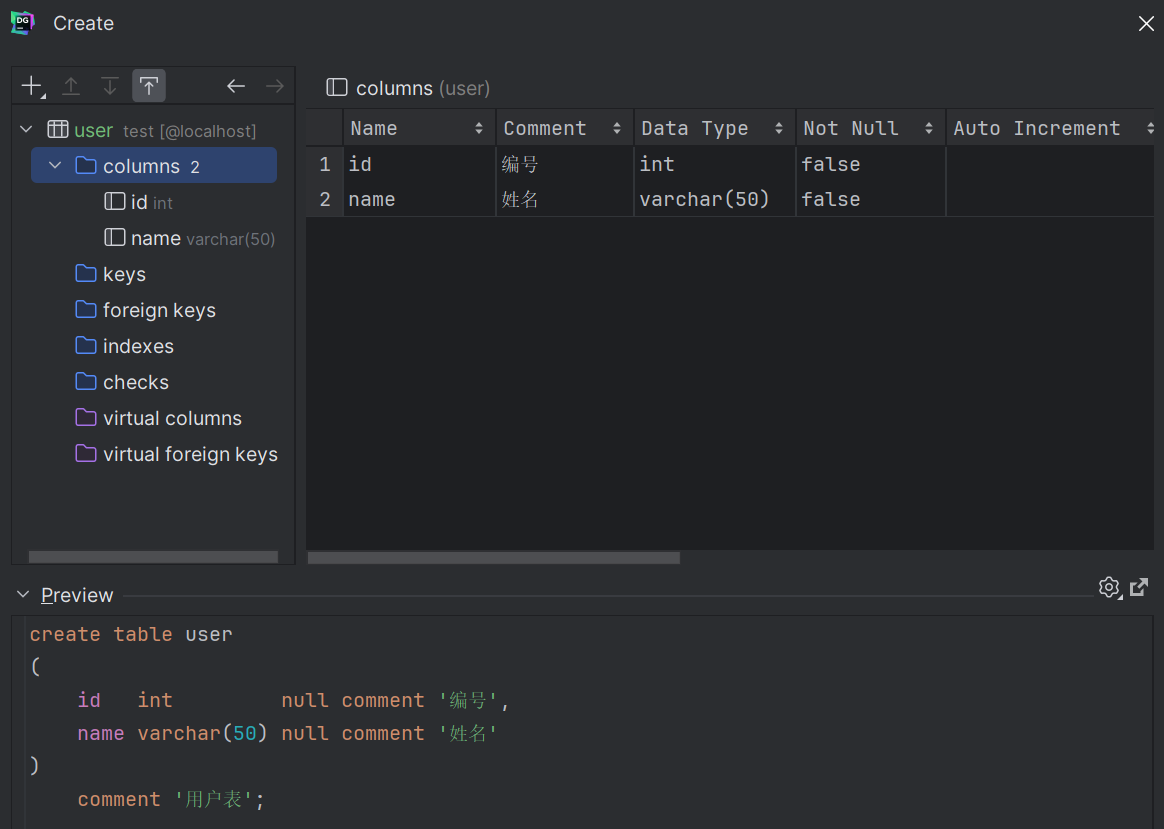 Create
user test [@localhost]
columns 2
id int
name varchar(50)
keys
foreign keys
indexes
checks
virtual columns
virtual foreign keys
columns (user)
Name Comment Data Type Not Null Auto Increment
1 id 编号 int false
2 name 姓名 varchar(50) false
Preview
create table user
(
    id   int         null comment '编号',
    name varchar(50) null comment '姓名'
)
    comment '用户表';